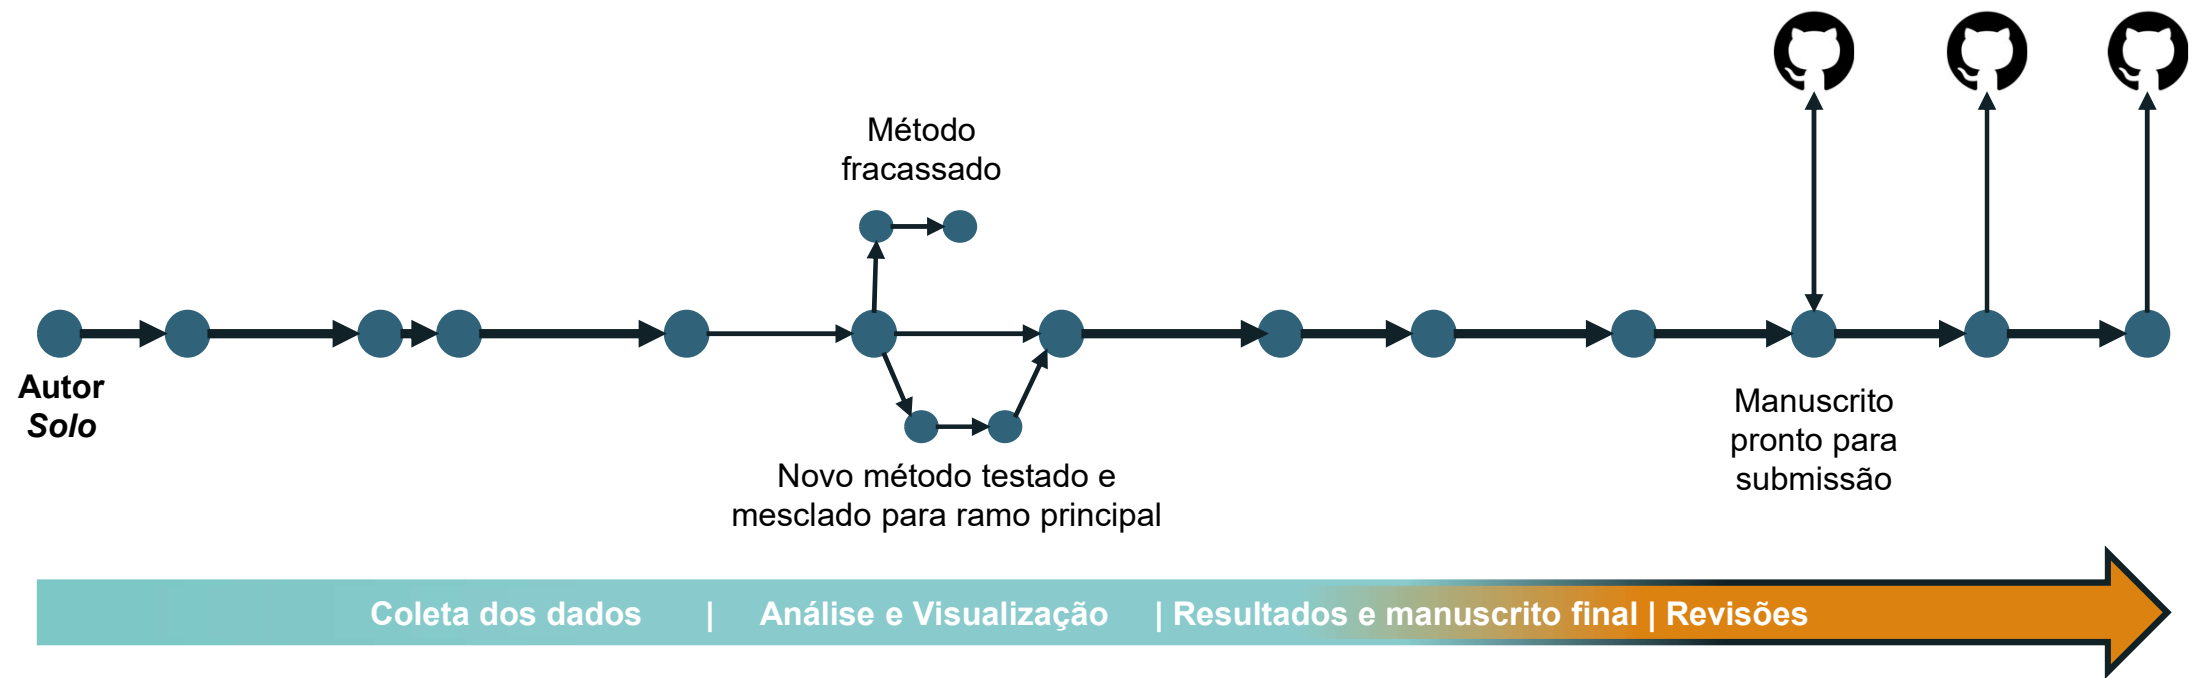 Método
fracassado
Autor
Solo
Manuscrito
pronto para
submissão
Novo método testado e
mesclado para ramo principal
Coleta dos dados | Análise e Visualização | Resultados e manuscrito final | Revisões